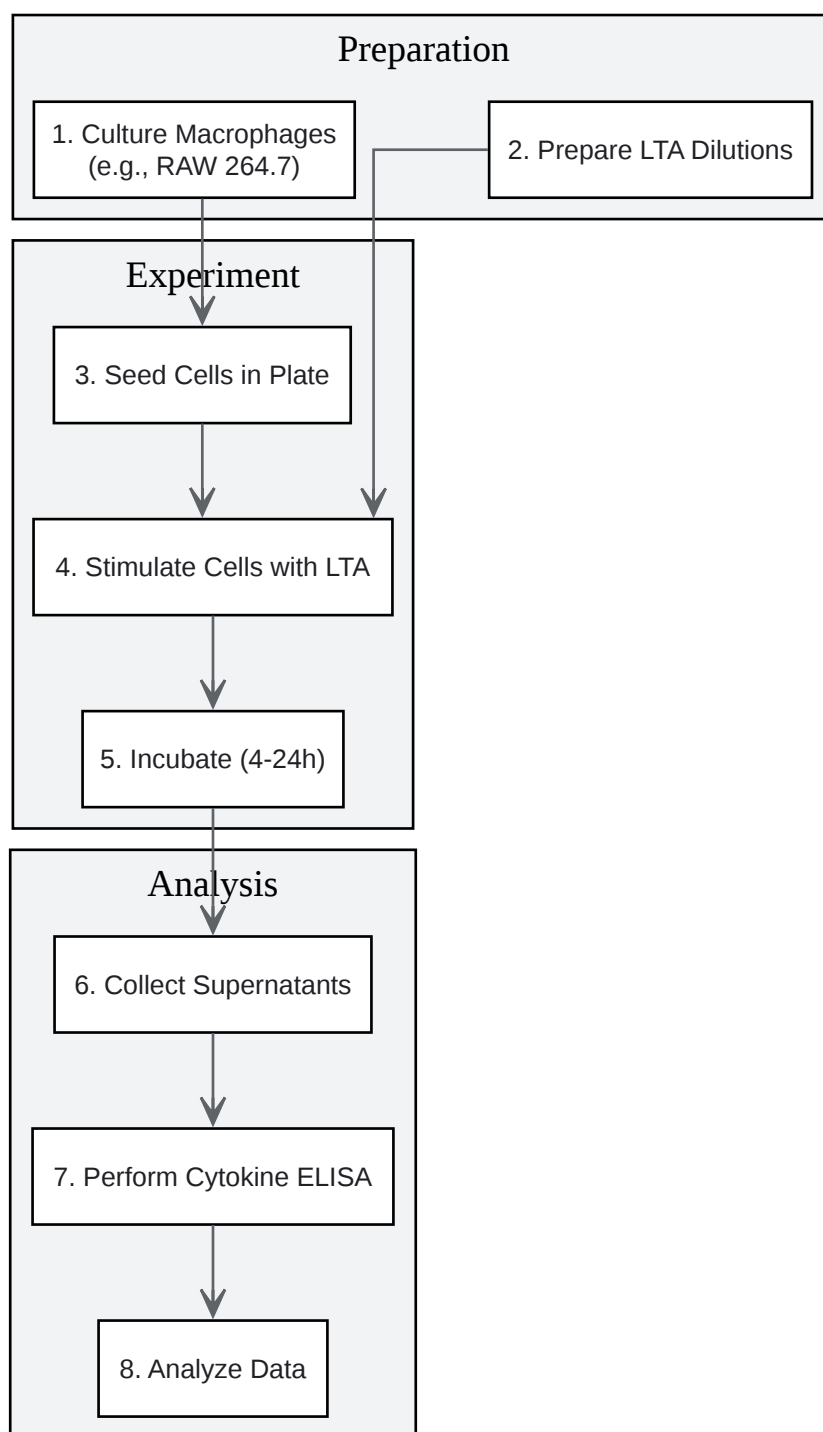 Preparation
1. Culture Macrophages
(e.g., RAW 264.7)
2. Prepare LTA Dilutions
Experiment
3. Seed Cells in Plate
4. Stimulate Cells with LTA
5. Incubate (4-24h)
Analysis
6. Collect Supernatants
7. Perform Cytokine ELISA
8. Analyze Data